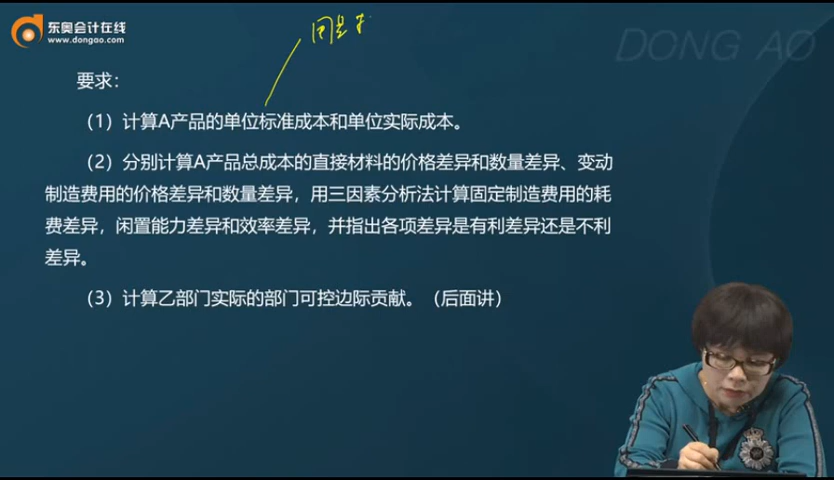 东奥会计在线
www.dongao.com
DONG AO
要求：
（1）计算A产品的单位标准成本和单位实际成本。
（2）分别计算A产品总成本的直接材料的价格差异和数量差异、变动
制造费用的价格差异和数量差异，用三因素分析法计算固定制造费用的耗
费差异，闲置能力差异和效率差异，并指出各项差异是有利差异还是不利
差异。
（3）计算乙部门实际的部门可控边际贡献。（后面讲）